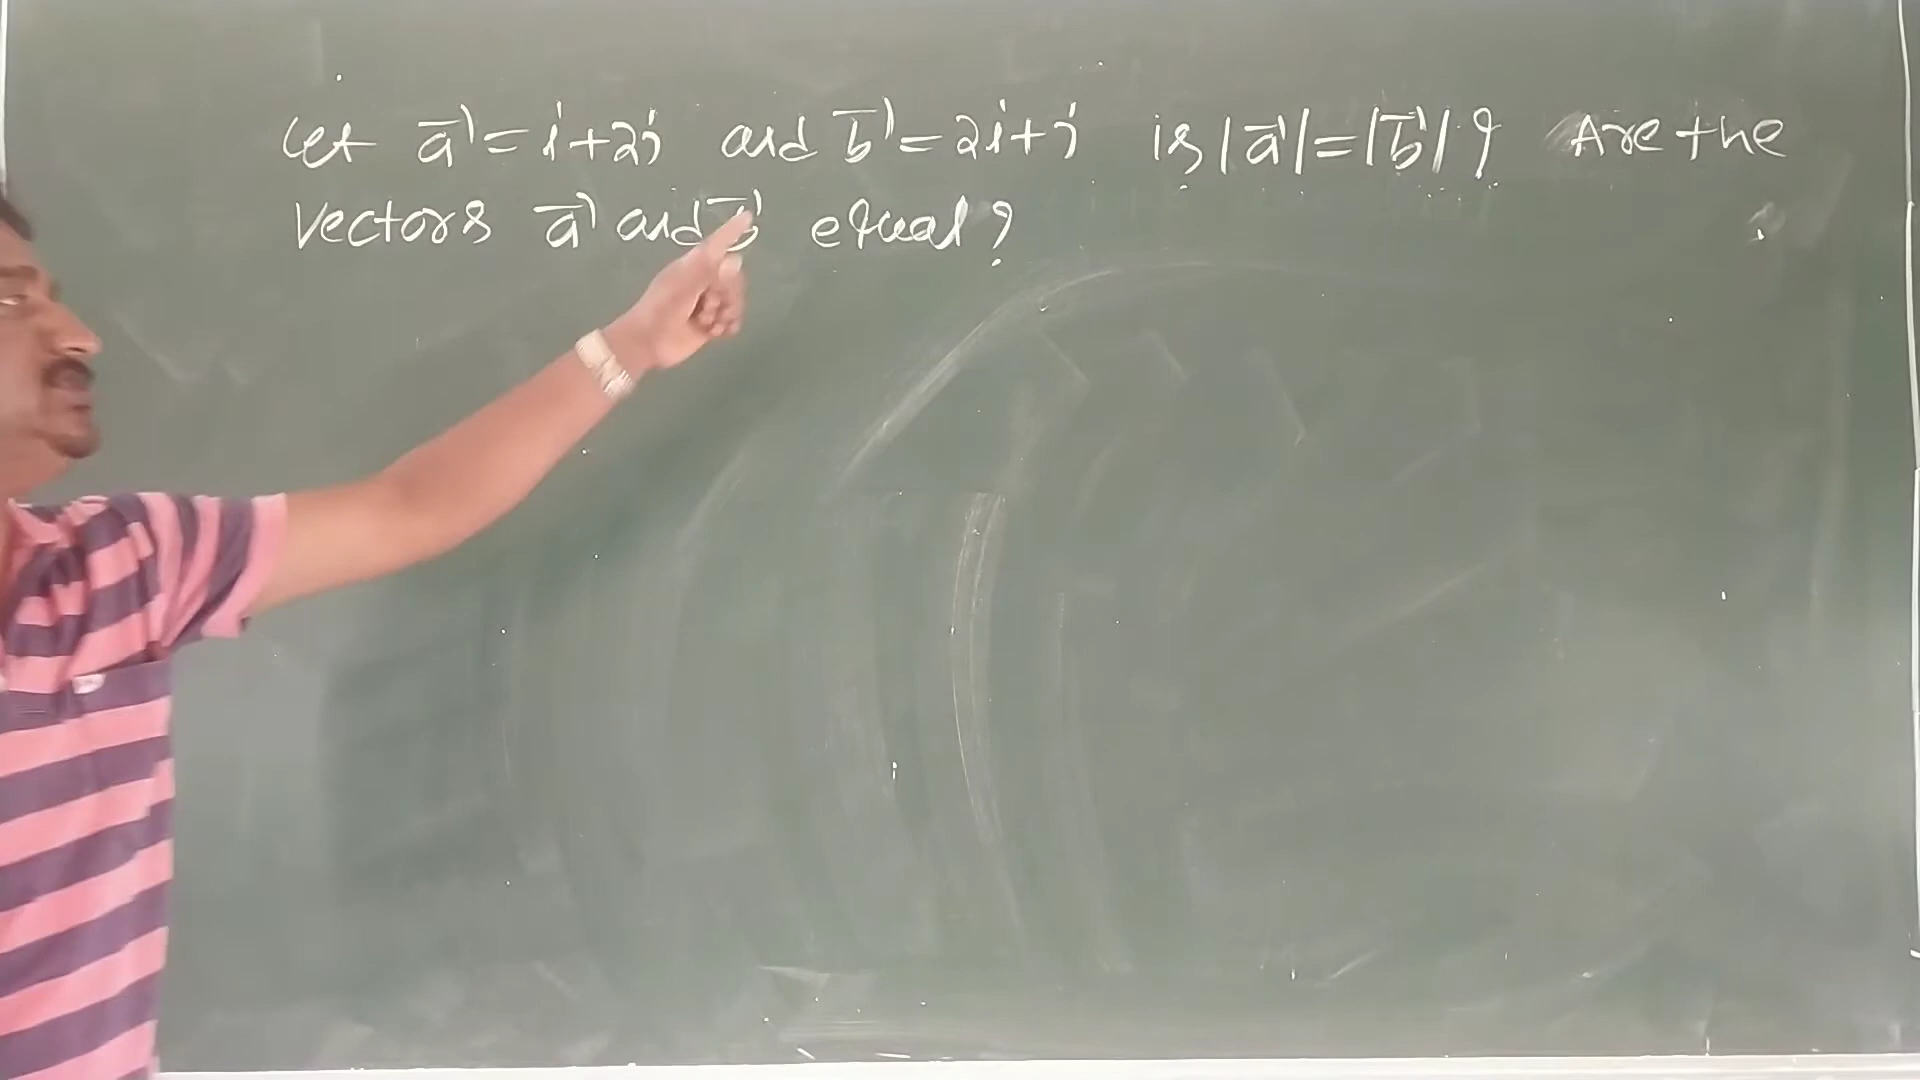 Let a⃗ = i+2j and b⃗ = 2i+j is |a⃗|=|b⃗|? Are the
vectors a⃗ and b⃗ equal?